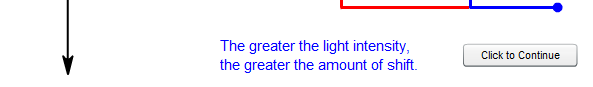 The greater the light intensity,
the greater the amount of shift.
Click to Continue